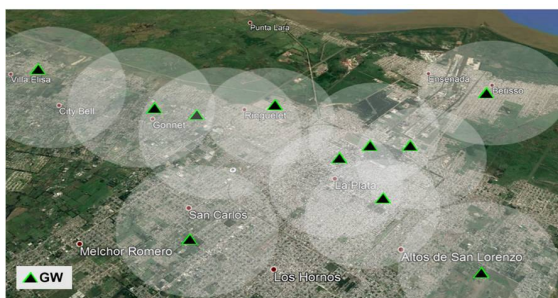 Punta Lara
Villa Elisa
Ensenada
Berisso
City Bell
Gonnet
Ringuelet
La Plata
San Carlos
Melchor Romero
Altos de San Lorenzo
Los Hornos
GW